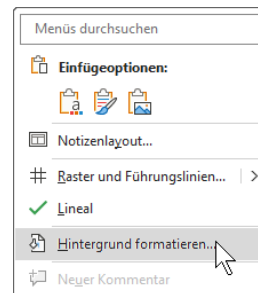 Menüs durchsuchen
Einfügeoptionen:
Notizenlayout...
Raster und Führungslinien...
Lineal
Hintergrund formatieren...
Neuer Kommentar